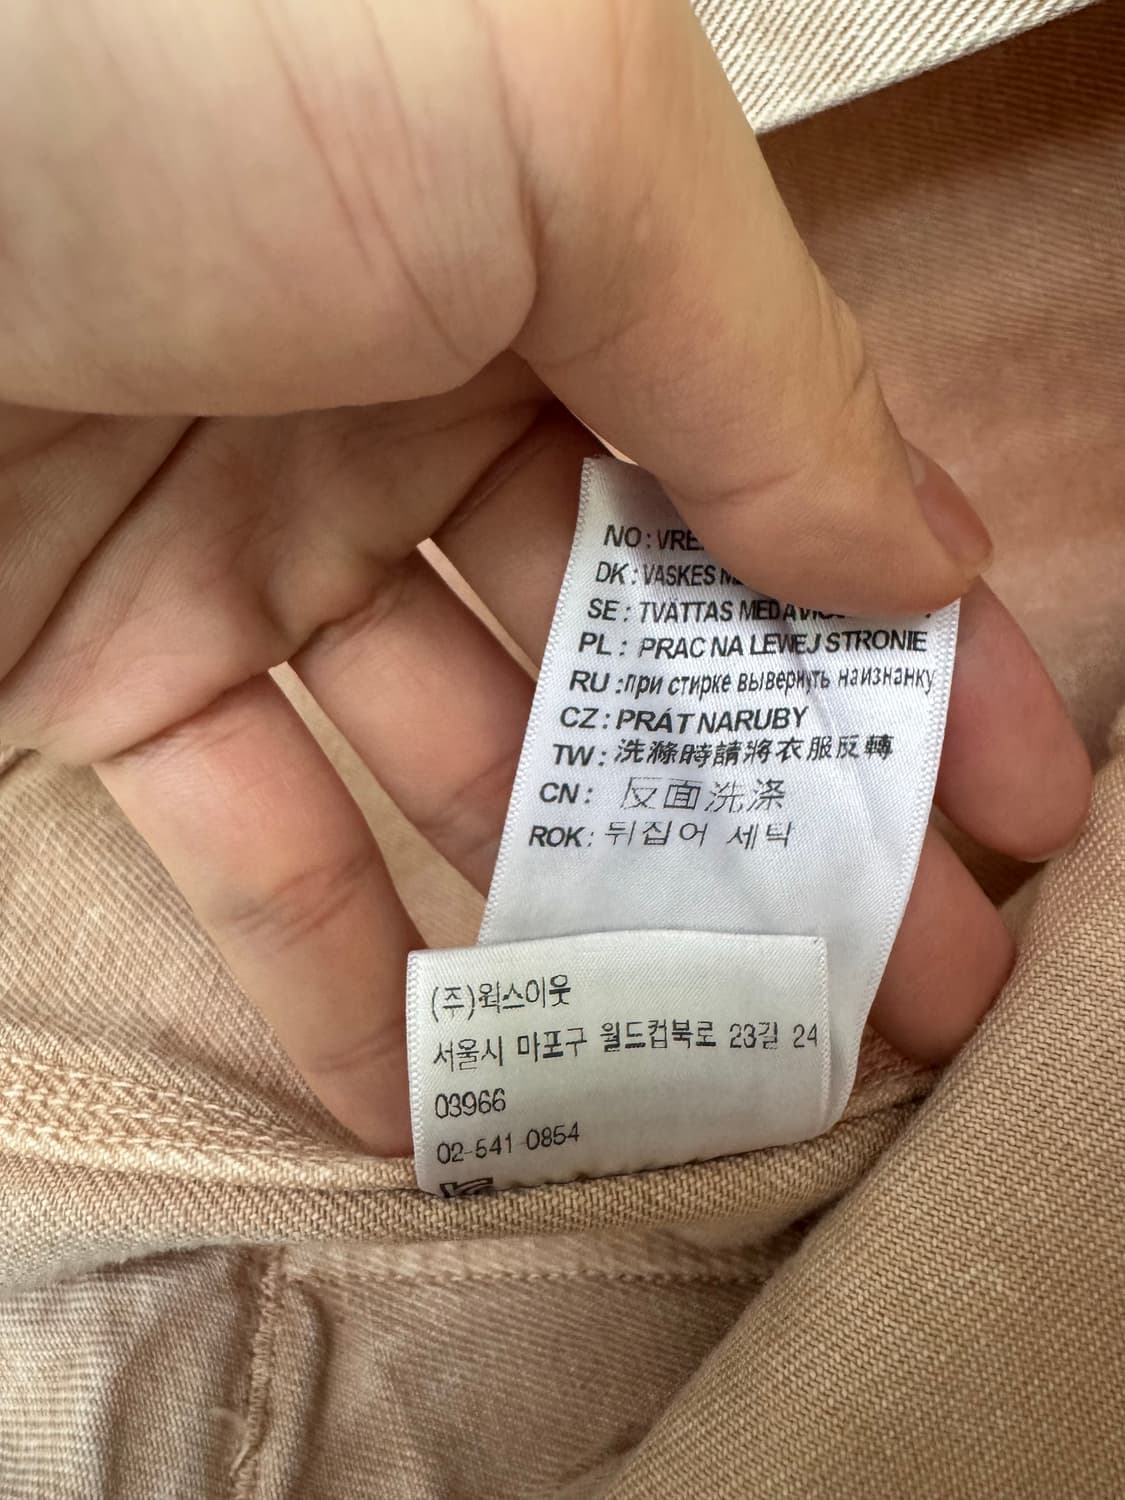 NO : VRE
DK : VASKES
SE : TVÄTTAS MED
PL : PRAC NA LEWEJ STRONIE
RU : при стирке вывернуть наизнанку
CZ : PRÁT NARUBY
TW : 洗滌時請將衣服反轉
CN : 反面洗涤
ROK : 뒤집어 세탁
(주)웍스이웃
서울시 마포구 월드컵북로 23길 24
03966
02-541-0854